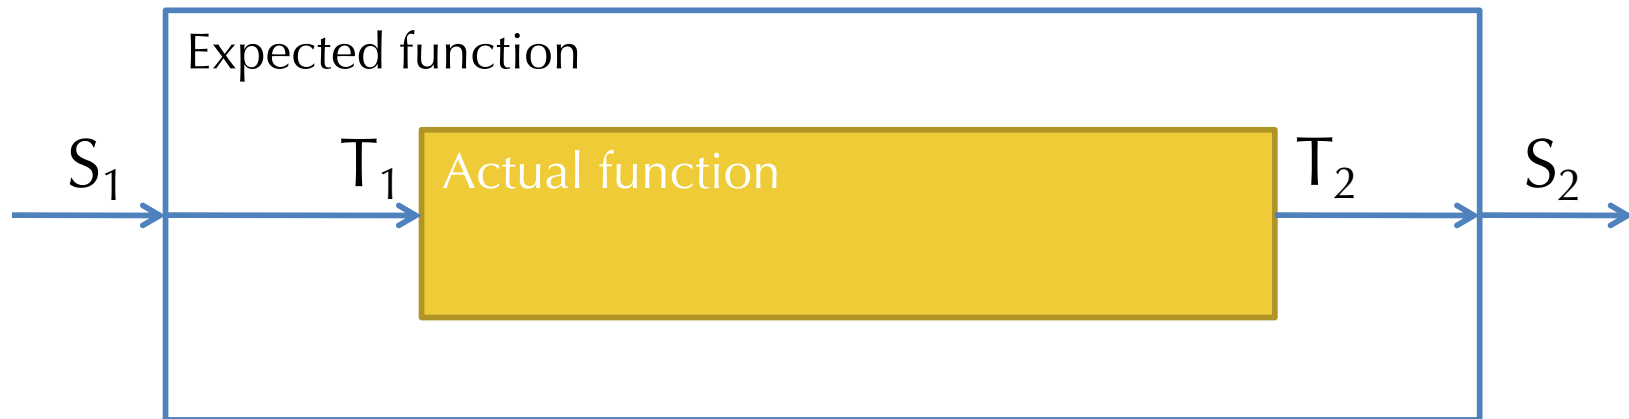 Expected function
S₁
T₁
Actual function
T₂
S₂